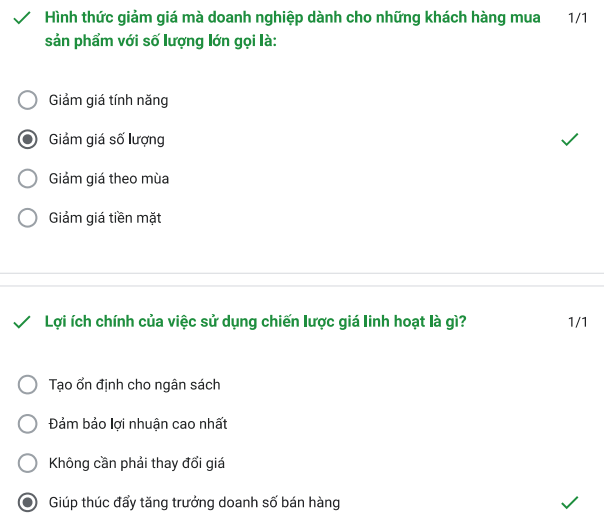 Hình thức giảm giá mà doanh nghiệp dành cho những khách hàng mua 1/1
sản phẩm với số lượng lớn gọi là:
Giảm giá tính năng
Giảm giá số lượng
Giảm giá theo mùa
Giảm giá tiền mặt
Lợi ích chính của việc sử dụng chiến lược giá linh hoạt là gì? 1/1
Tạo ổn định cho ngân sách
Đảm bảo lợi nhuận cao nhất
Không cần phải thay đổi giá
Giúp thúc đẩy tăng trưởng doanh số bán hàng